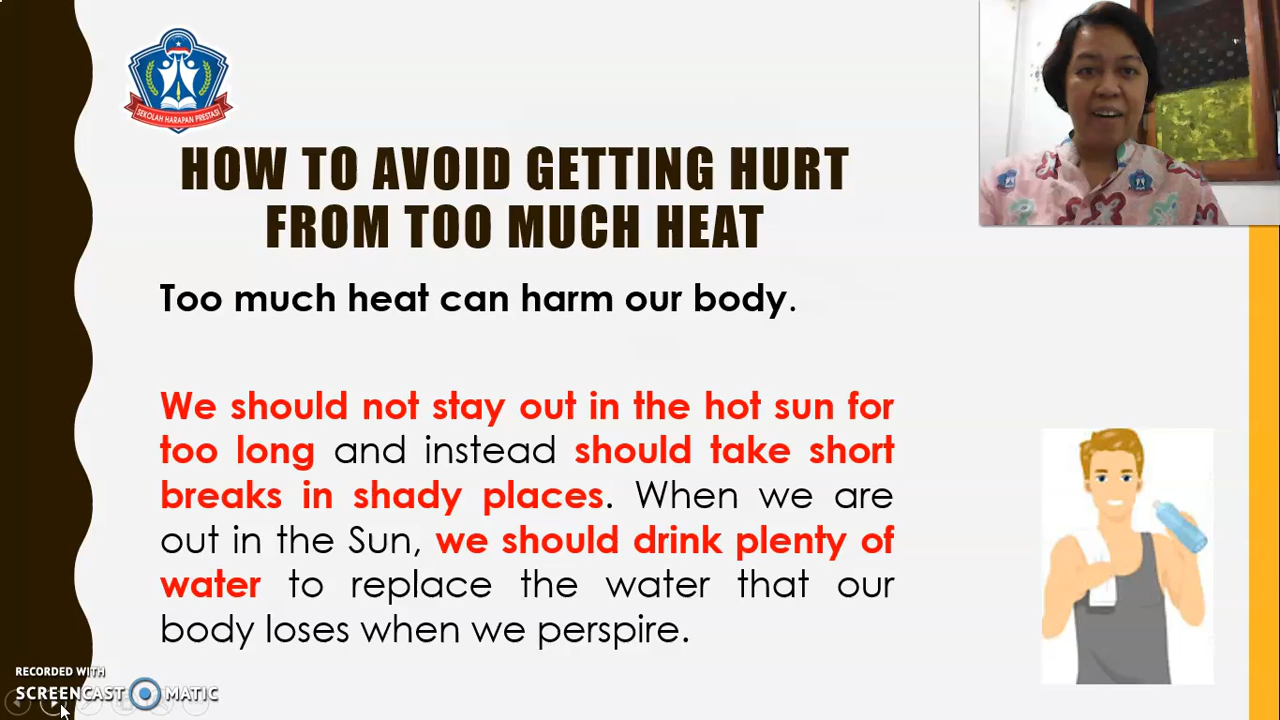 SEKOLAH HARAPAN PRESTASI
HOW TO AVOID GETTING HURT
FROM TOO MUCH HEAT
Too much heat can harm our body.
We should not stay out in the hot sun for
too long and instead should take short
breaks in shady places. When we are
out in the Sun, we should drink plenty of
water to replace the water that our
body loses when we perspire.
RECORDED WITH
SCREENCAST MATIC